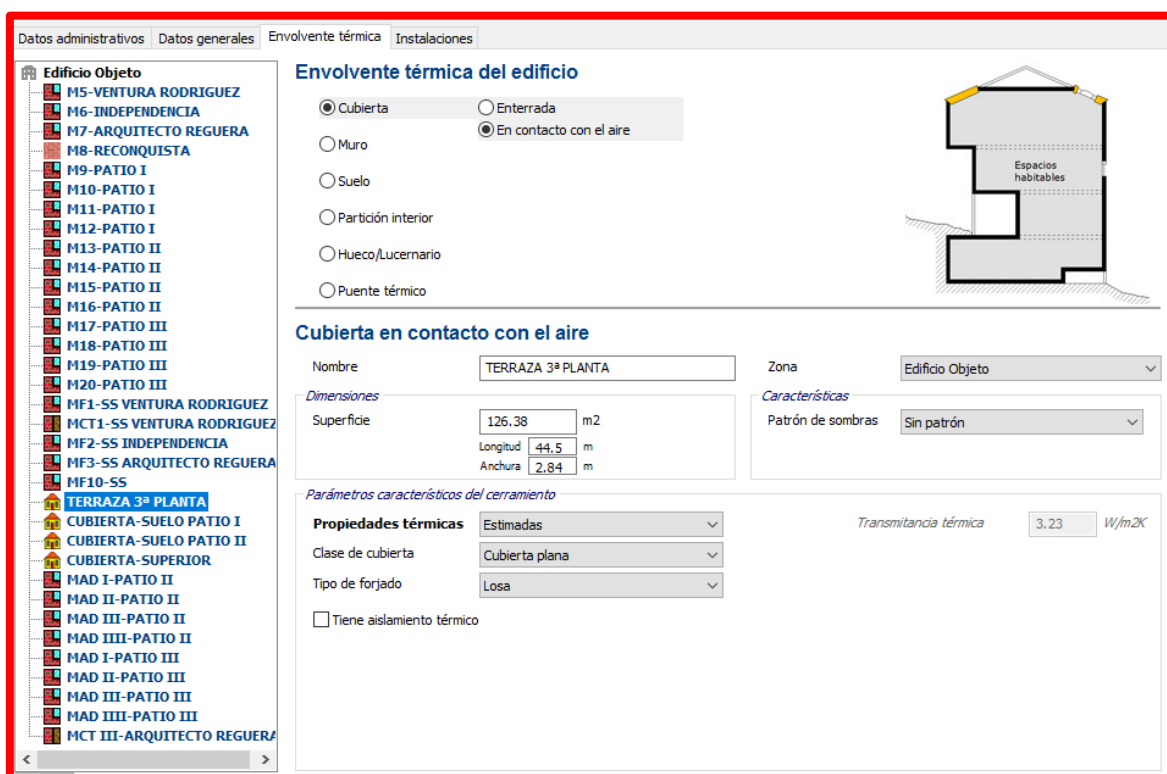 Datos administrativos Datos generales Envolvente térmica Instalaciones
Edificio Objeto
M5-VENTURA RODRIGUEZ
M6-INDEPENDENCIA
M7-ARQUITECTO REGUERA
M8-RECONQUISTA
M9-PATIO I
M10-PATIO I
M11-PATIO I
M12-PATIO I
M13-PATIO II
M14-PATIO II
M15-PATIO II
M16-PATIO II
M17-PATIO III
M18-PATIO III
M19-PATIO III
M20-PATIO III
MF1-SS VENTURA RODRIGUEZ
MCT1-SS VENTURA RODRIGUEZ
MF2-SS INDEPENDENCIA
MF3-SS ARQUITECTO REGUERA
MF10-SS
TERRAZA 3ª PLANTA
CUBIERTA-SUELO PATIO I
CUBIERTA-SUELO PATIO II
CUBIERTA-SUPERIOR
MAD I-PATIO II
MAD II-PATIO II
MAD III-PATIO II
MAD IIII-PATIO II
MAD I-PATIO III
MAD II-PATIO III
MAD III-PATIO III
MAD IIII-PATIO III
MCT III-ARQUITECTO REGUERA
Envolvente térmica del edificio
Cubierta Enterrada
En contacto con el aire
Muro
Suelo
Partición interior
Hueco/Lucernario
Puente térmico
Espacios
habitables
Cubierta en contacto con el aire
Nombre TERRAZA 3ª PLANTA Zona Edificio Objeto
Dimensiones Características
Superficie 126.38 m2 Patrón de sombras Sin patrón
Longitud 44.5 m
Anchura 2.84 m
Parámetros característicos del cerramiento
Propiedades térmicas Estimadas Transmitancia térmica 3.23 W/m2K
Clase de cubierta Cubierta plana
Tipo de forjado Losa
Tiene aislamiento térmico